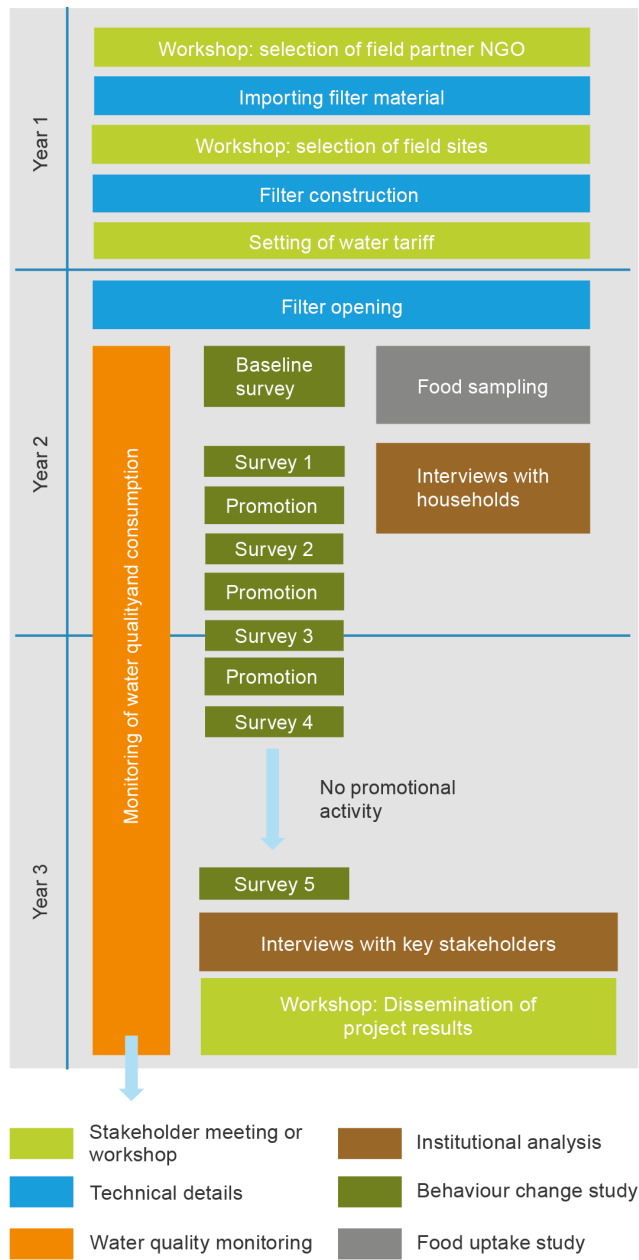 Year 1
Workshop: selection of field partner NGO
Importing filter material
Workshop: selection of field sites
Filter construction
Setting of water tariff
Year 2
Filter opening
Monitoring of water qualityand consumption
Baseline
survey
Food sampling
Survey 1
Interviews with
households
Promotion
Survey 2
Promotion
Survey 3
Promotion
Survey 4
Year 3
No promotional
activity
Survey 5
Interviews with key stakeholders
Workshop: Dissemination of
project results
Stakeholder meeting or
workshop
Technical details
Water quality monitoring
Institutional analysis
Behaviour change study
Food uptake study